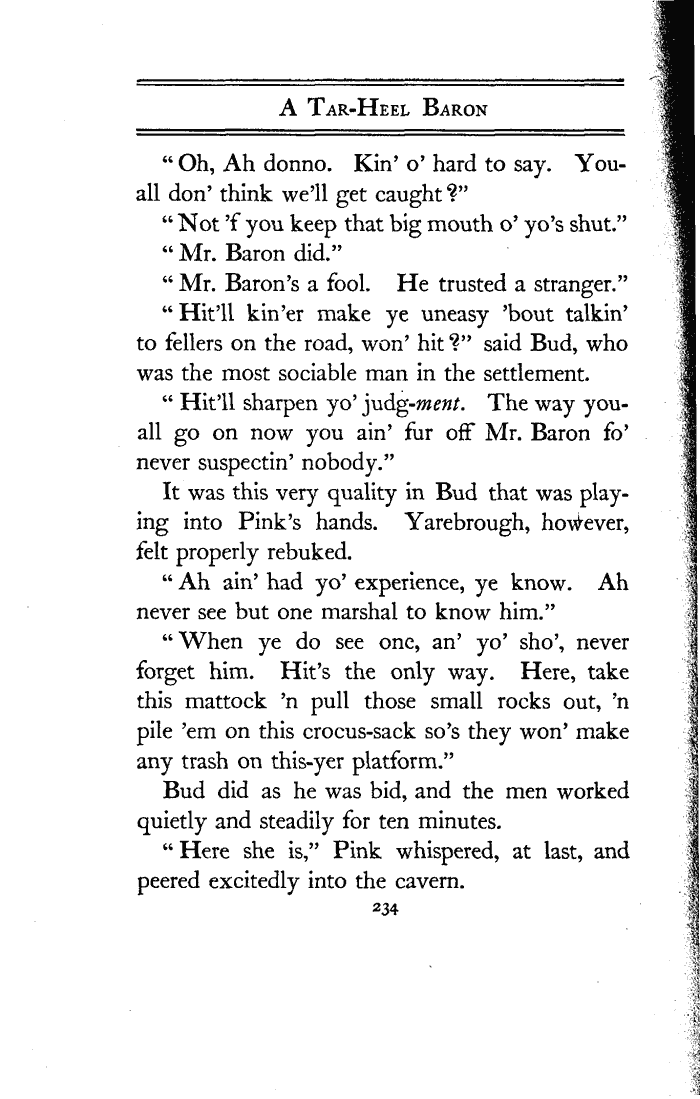 A TAR-HEEL BARON
“Oh, Ah donno. Kin’ o’ hard to say. You-
all don’ think we’ll get caught?”
“Not ’f you keep that big mouth o’ yo’s shut.”
“Mr. Baron did.”
“Mr. Baron’s a fool. He trusted a stranger.”
“Hit’ll kin’er make ye uneasy ’bout talkin’
to fellers on the road, won’ hit?” said Bud, who
was the most sociable man in the settlement.
“Hit’ll sharpen yo’ judg-ment. The way you-
all go on now you ain’ fur off Mr. Baron fo’
never suspectin’ nobody.”
It was this very quality in Bud that was play-
ing into Pink’s hands. Yarebrough, however,
felt properly rebuked.
“Ah ain’ had yo’ experience, ye know. Ah
never see but one marshal to know him.”
“When ye do see one, an’ yo’ sho’, never
forget him. Hit’s the only way. Here, take
this mattock ’n pull those small rocks out, ’n
pile ’em on this crocus-sack so’s they won’ make
any trash on this-yer platform.”
Bud did as he was bid, and the men worked
quietly and steadily for ten minutes.
“Here she is,” Pink whispered, at last, and
peered excitedly into the cavern.
234